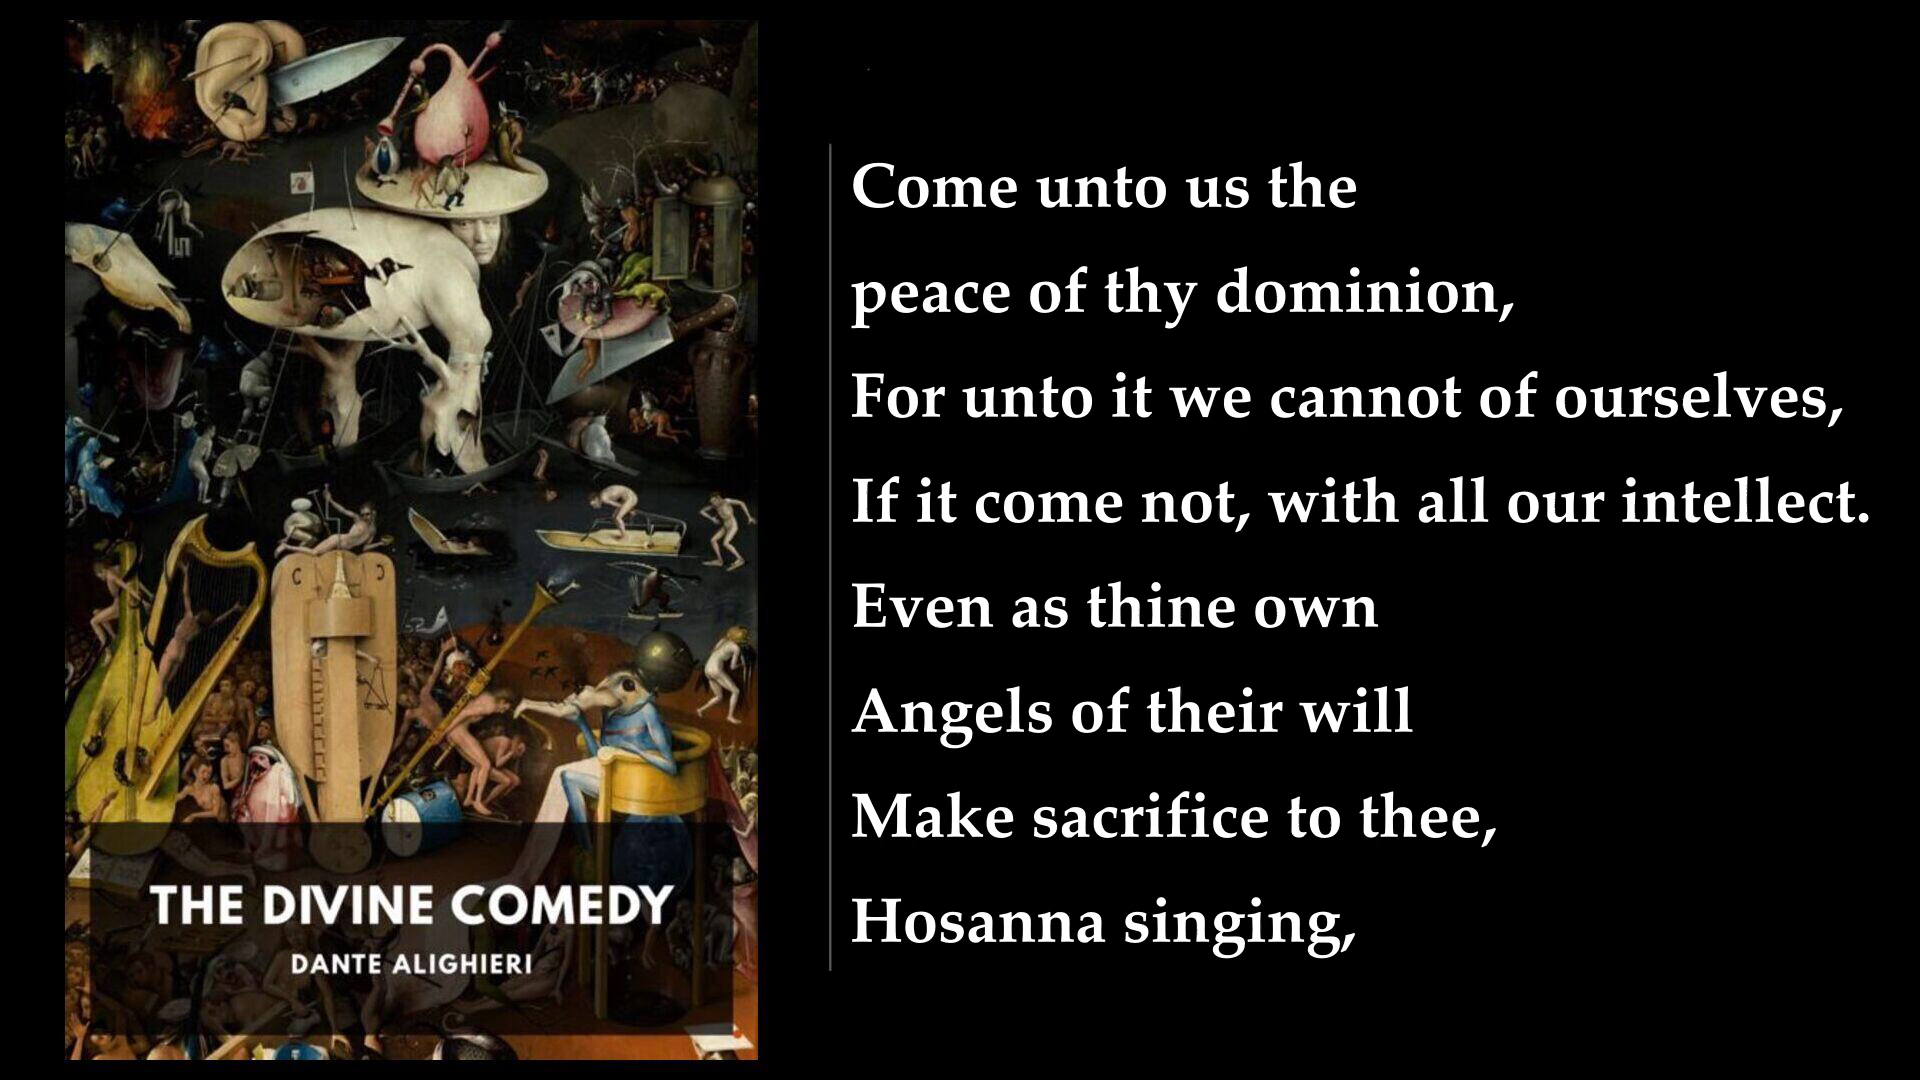 THE DIVINE COMEDY
DANTE ALIGHIERI
Come unto us the
peace of thy dominion,
For unto it we cannot of ourselves,
If it come not, with all our intellect.
Even as thine own
Angels of their will
Make sacrifice to thee,
Hosanna singing,